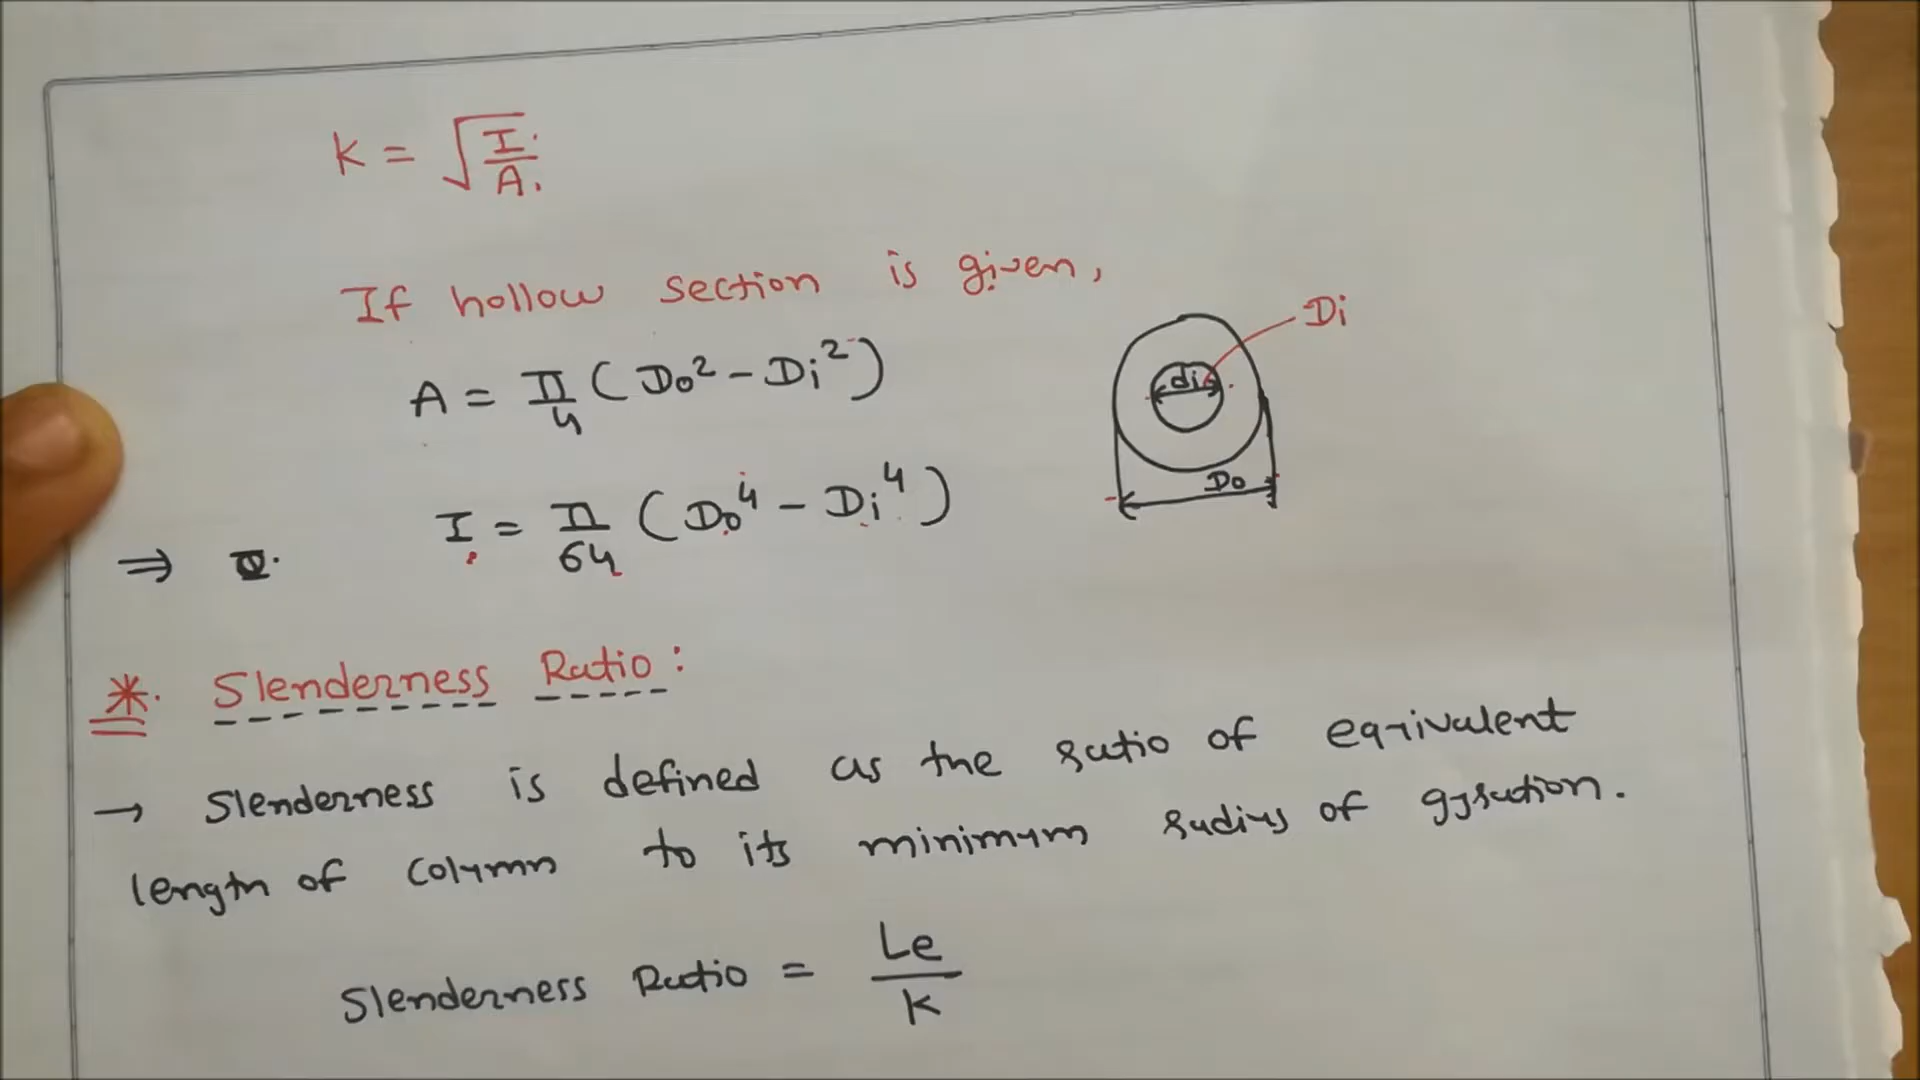 K = √(I/A)
If hollow section is given,
Di
A = π/4 (Do² - Di²)
di
I = π/64 (Do⁴ - Di⁴)
Do
⇒
*. Slenderness Ratio:
→ Slenderness is defined as the ratio of eqivalent
length of column to its minimum radius of gyration.
Slenderness Ratio = Le/K